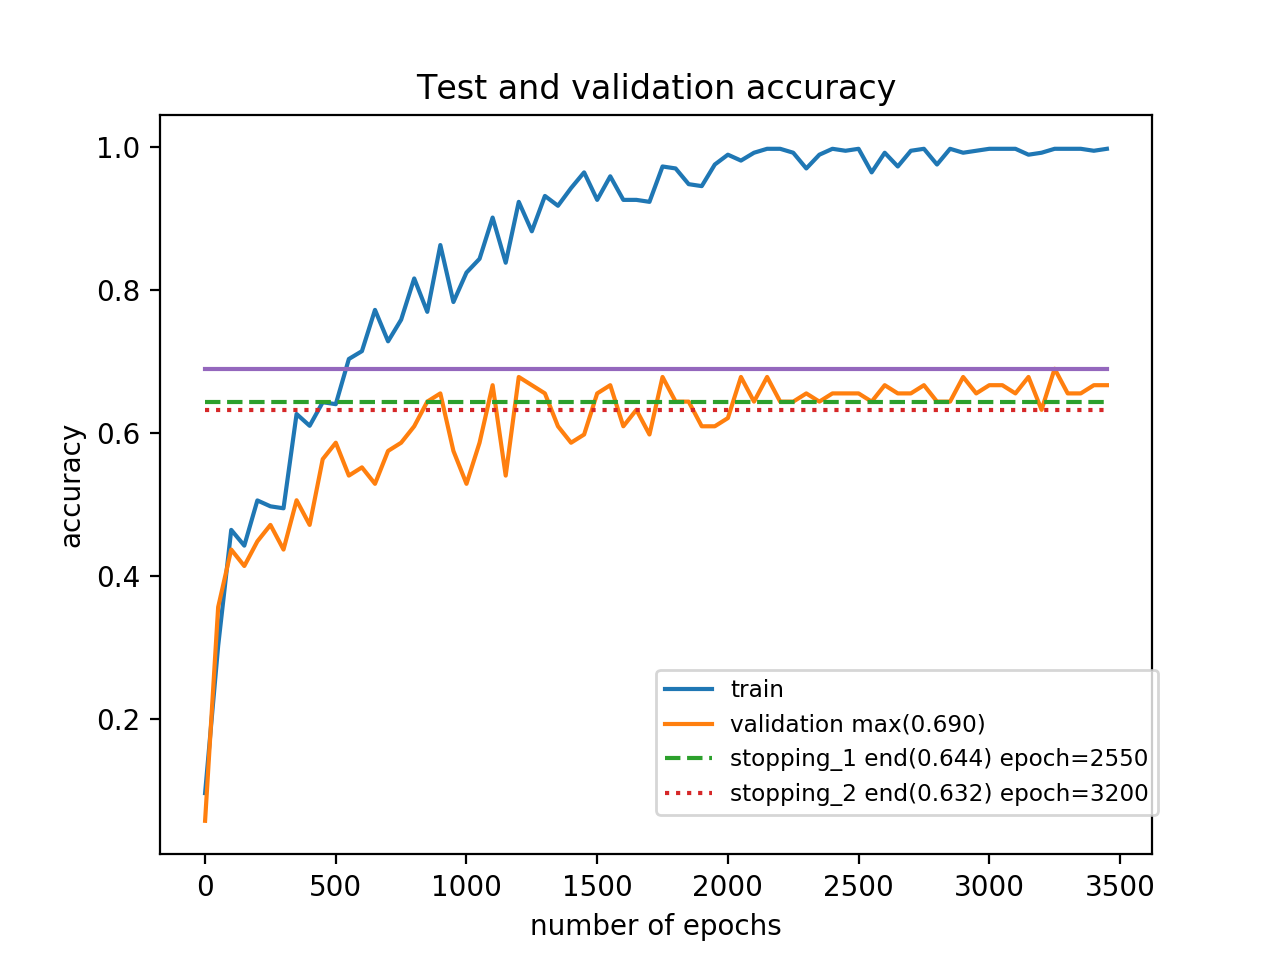 Test and validation accuracy
1.0
0.8
0.6
0.4
0.2
accuracy
train
validation max(0.690)
stopping_1 end(0.644) epoch=2550
stopping_2 end(0.632) epoch=3200
0 500 1000 1500 2000 2500 3000 3500
number of epochs